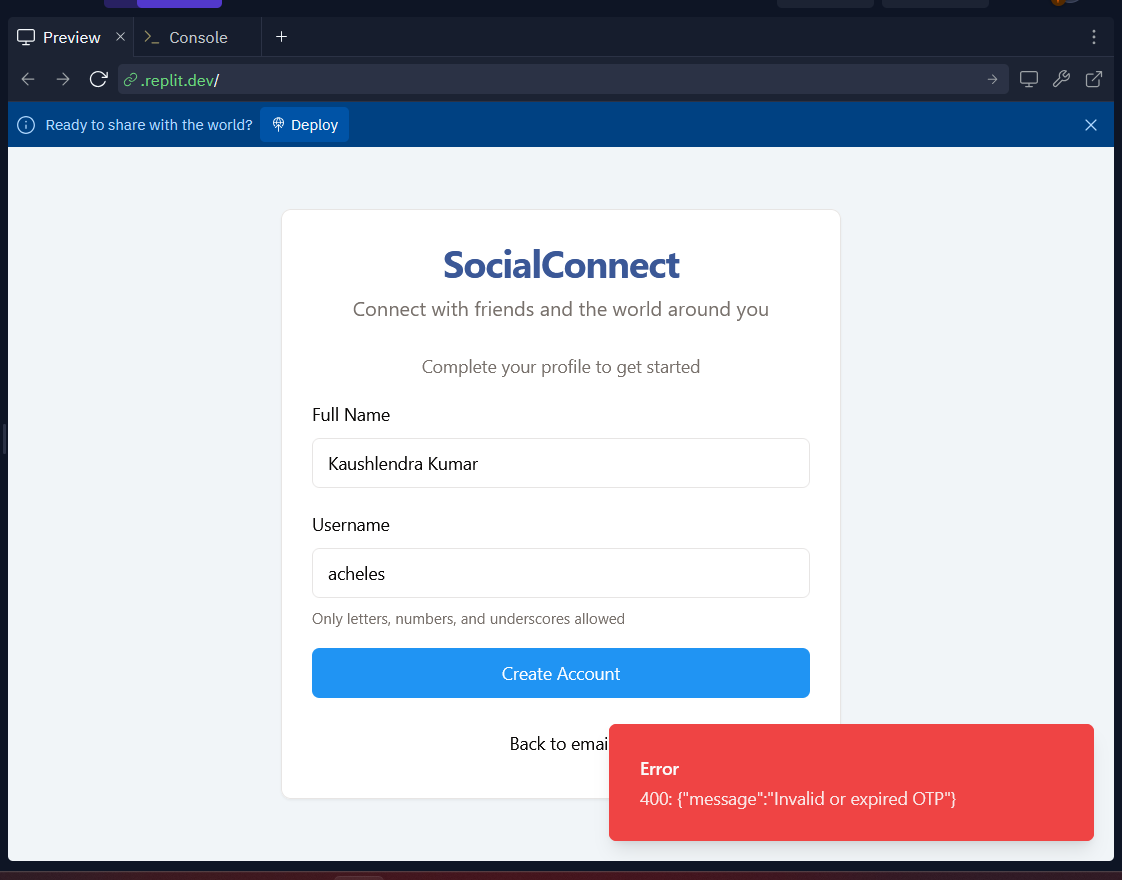 Preview
Console
.replit.dev/
Ready to share with the world?
Deploy
SocialConnect
Connect with friends and the world around you
Complete your profile to get started
Full Name
Kaushlendra Kumar
Username
acheles
Only letters, numbers, and underscores allowed
Create Account
Back to emai
Error
400: {"message":"Invalid or expired OTP"}